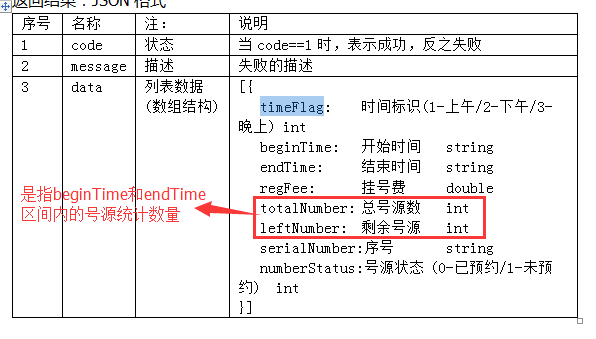 返回结果：JSON 格式
序号 名称 注： 说明
1 code 状态 当 code==1 时，表示成功，反之失败
2 message 描述 失败的描述
3 data 列表数据 [{
(数组结构) timeFlag: 时间标识(1-上午/2-下午/3-
晚上) int
beginTime: 开始时间 string
endTime: 结束时间 string
regFee: 挂号费 double
是指beginTime和endTime
区间内的号源统计数量
totalNumber:总号源数 int
leftNumber: 剩余号源 int
serialNumber:序号 string
numberStatus:号源状态（0-已预约/1-未预
约） int
}]